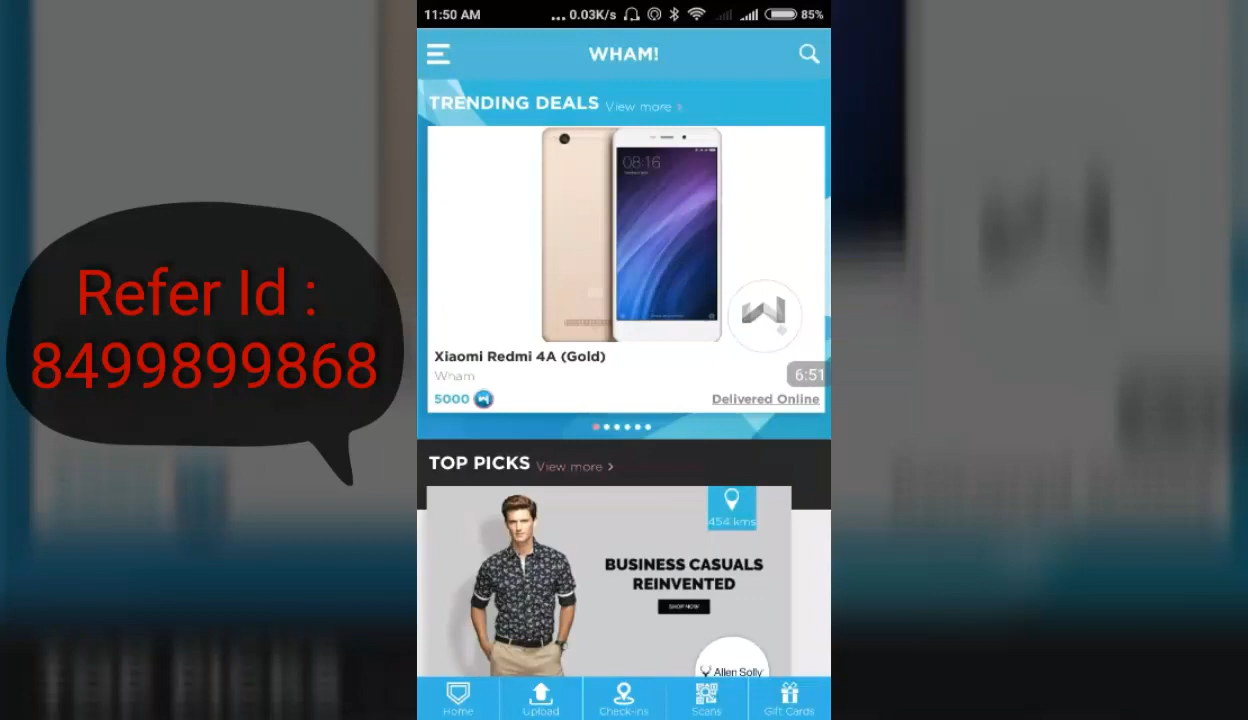 11:50 AM
... 0.03K/s
85%
WHAM!
TRENDING DEALS View more >
08:16
Xiaomi Redmi 4A (Gold)
Wham
6:51
5000
Delivered Online
Refer Id :
8499899868
TOP PICKS View more >
454 kms
BUSINESS CASUALS
REINVENTED
SHOP NOW
Allen Solly
Home
Upload
Check-ins
Scans
Gift Cards